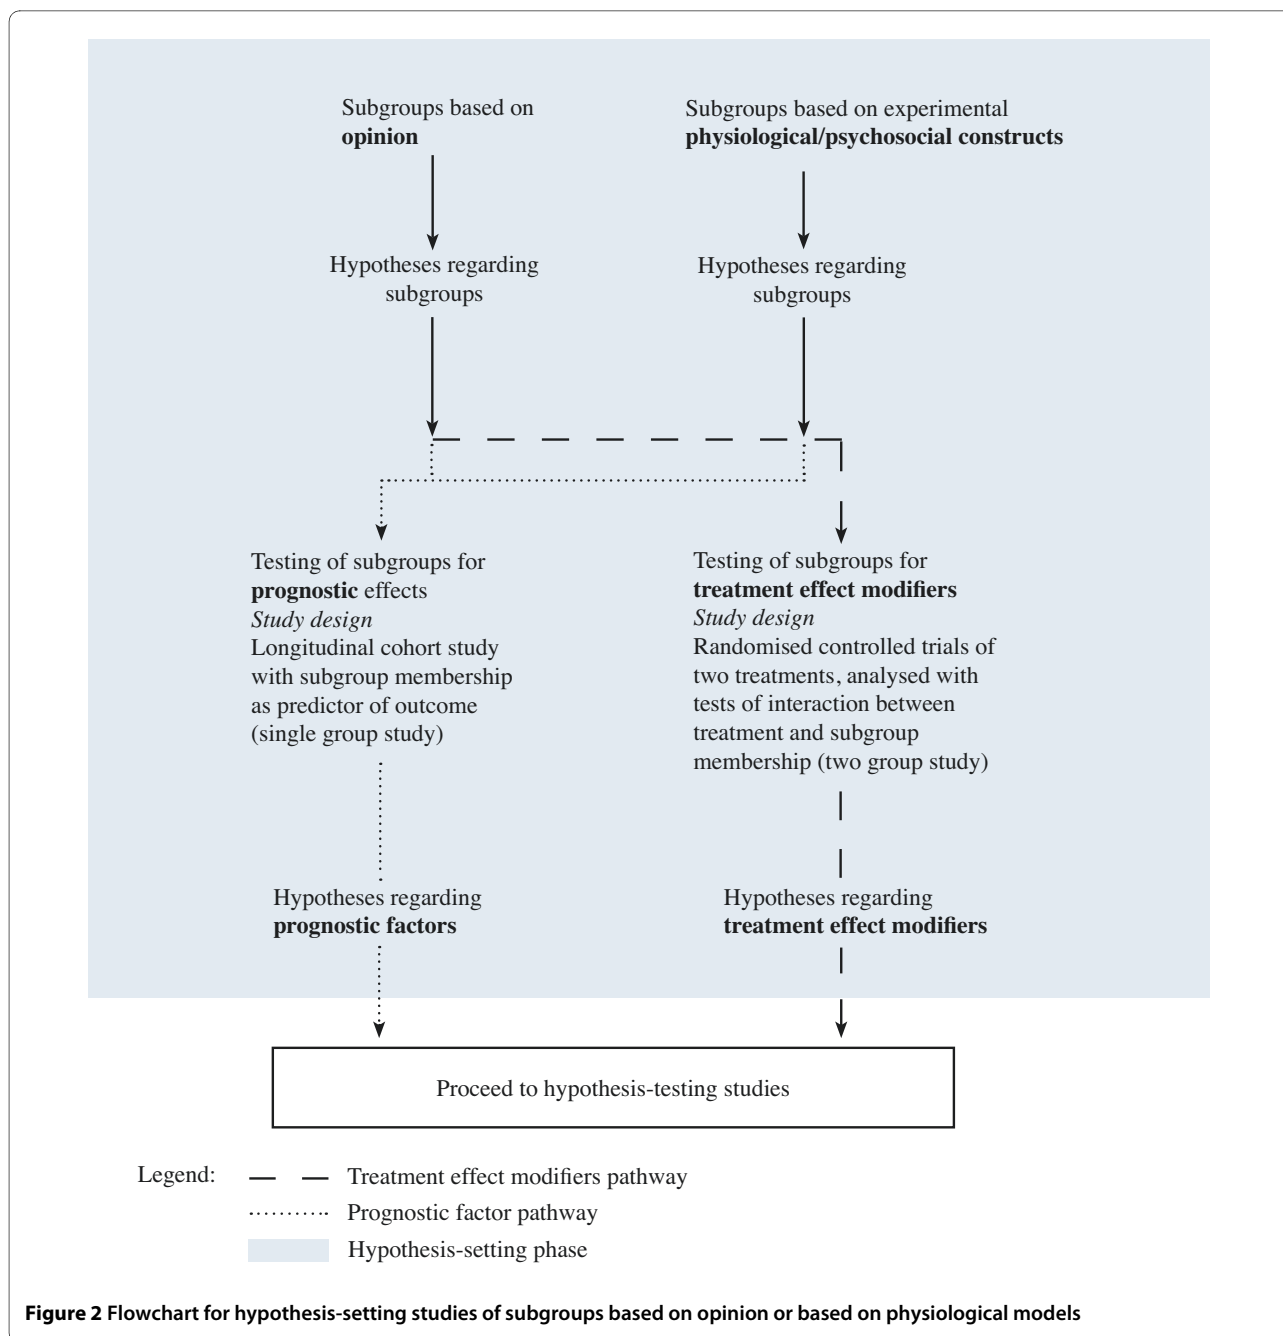 Subgroups based on
opinion
Subgroups based on experimental
physiological/psychosocial constructs
Hypotheses regarding
subgroups
Hypotheses regarding
subgroups
Testing of subgroups for
prognostic effects
Study design
Longitudinal cohort study
with subgroup membership
as predictor of outcome
(single group study)
Testing of subgroups for
treatment effect modifiers
Study design
Randomised controlled trials of
two treatments, analysed with
tests of interaction between
treatment and subgroup
membership (two group study)
Hypotheses regarding
prognostic factors
Hypotheses regarding
treatment effect modifiers
Proceed to hypothesis-testing studies
Legend:
Treatment effect modifiers pathway
Prognostic factor pathway
Hypothesis-setting phase
Figure 2 Flowchart for hypothesis-setting studies of subgroups based on opinion or based on physiological models